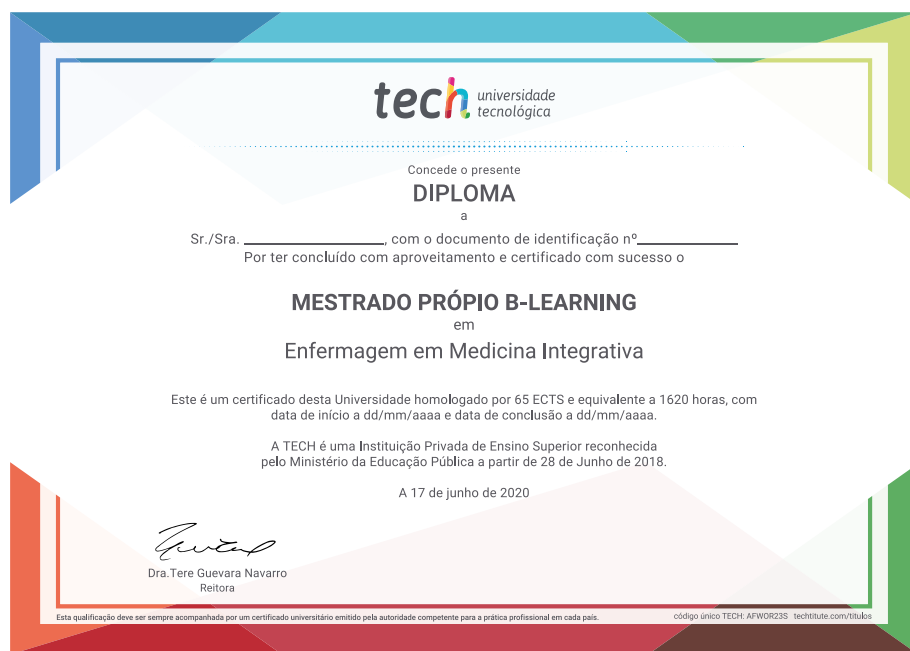 tech universidade
tecnológica
Concede o presente
DIPLOMA
a
Sr./Sra. ________________, com o documento de identificação nº____________
Por ter concluído com aproveitamento e certificado com sucesso o
MESTRADO PRÓPIO B-LEARNING
em
Enfermagem em Medicina Integrativa
Este é um certificado desta Universidade homologado por 65 ECTS e equivalente a 1620 horas, com
data de início a dd/mm/aaaa e data de conclusão a dd/mm/aaaa.
A TECH é uma Instituição Privada de Ensino Superior reconhecida
pelo Ministério da Educação Pública a partir de 28 de Junho de 2018.
A 17 de junho de 2020
Dra.Tere Guevara Navarro
Reitora
Esta qualificação deve ser sempre acompanhada por um certificado universitário emitido pela autoridade competente para a prática profissional em cada país.
código único TECH: AFWOR23S techtitute.com/titulos